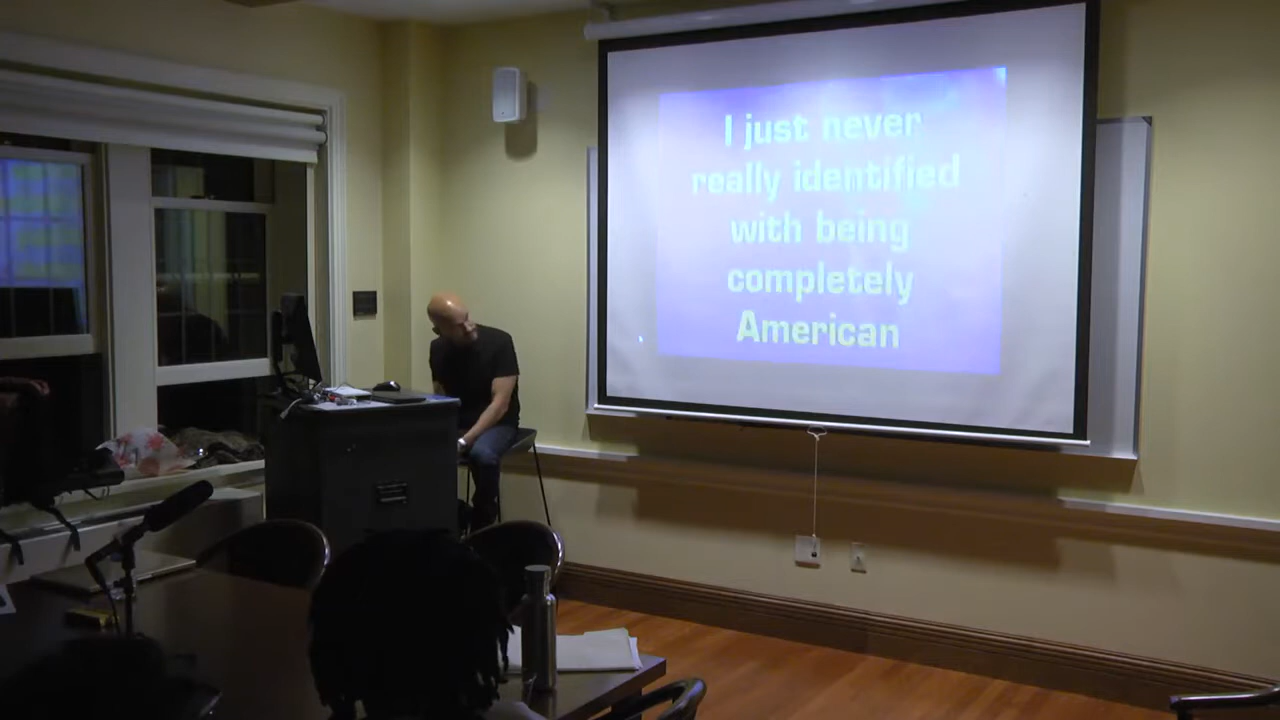 I just never
really identified
with being
completely
American